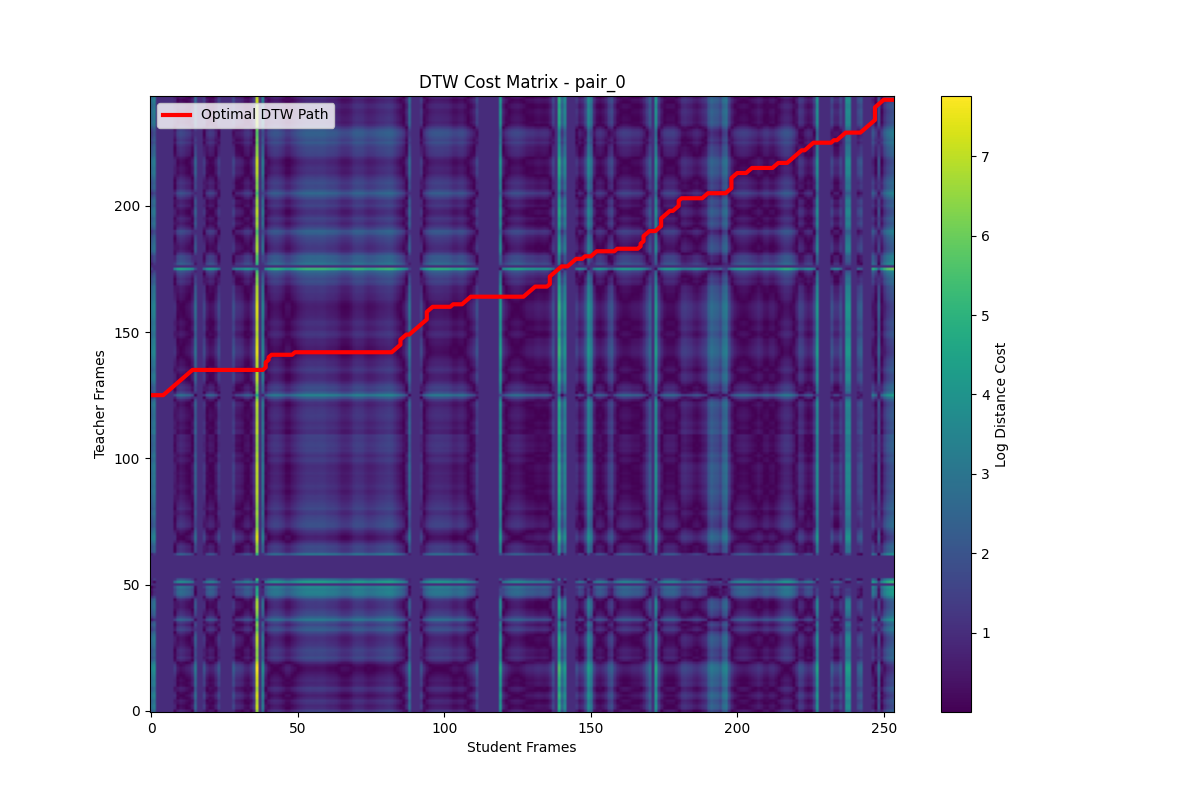 DTW Cost Matrix - pair_0
Optimal DTW Path
Teacher Frames
200
150
100
50
0
0 50 100 150 200 250
Student Frames
7
6
5
4
3
2
1
Log Distance Cost